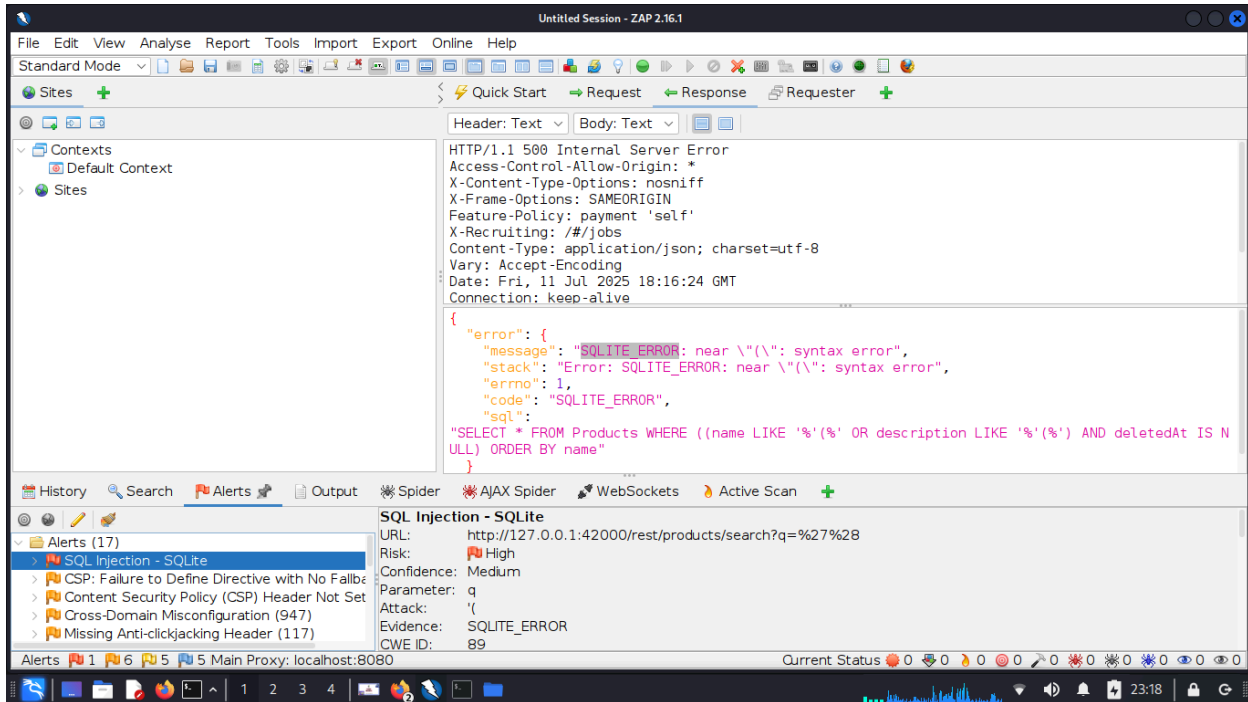 Untitled Session - ZAP 2.16.1
File Edit View Analyse Report Tools Import Export Online Help
Standard Mode
Sites
Quick Start Request Response Requester
Header: Text Body: Text
Contexts
Default Context
Sites
HTTP/1.1 500 Internal Server Error
Access-Control-Allow-Origin: *
X-Content-Type-Options: nosniff
X-Frame-Options: SAMEORIGIN
Feature-Policy: payment 'self'
X-Recruiting: /#/jobs
Content-Type: application/json; charset=utf-8
Vary: Accept-Encoding
Date: Fri, 11 Jul 2025 18:16:24 GMT
Connection: keep-alive
{
"error": {
"message": "SQLITE_ERROR: near \"(\": syntax error",
"stack": "Error: SQLITE_ERROR: near \"(\": syntax error",
"errno": 1,
"code": "SQLITE_ERROR",
"sql":
"SELECT * FROM Products WHERE ((name LIKE '%'(%' OR description LIKE '%'(%') AND deletedAt IS N
ULL) ORDER BY name"
}
History Search Alerts Output Spider AJAX Spider WebSockets Active Scan
Alerts (17)
SQL Injection - SQLite
CSP: Failure to Define Directive with No Fallba
Content Security Policy (CSP) Header Not Set
Cross-Domain Misconfiguration (947)
Missing Anti-clickjacking Header (117)
SQL Injection - SQLite
URL: http://127.0.0.1:42000/rest/products/search?q=%27%28
Risk: High
Confidence: Medium
Parameter: q
Attack: '(
Evidence: SQLITE_ERROR
CWE ID: 89
Alerts 1 6 5 5 Main Proxy: localhost:8080
Current Status 0 0 0 0 0 0 0 0 0 0
1 2 3 4
23:18